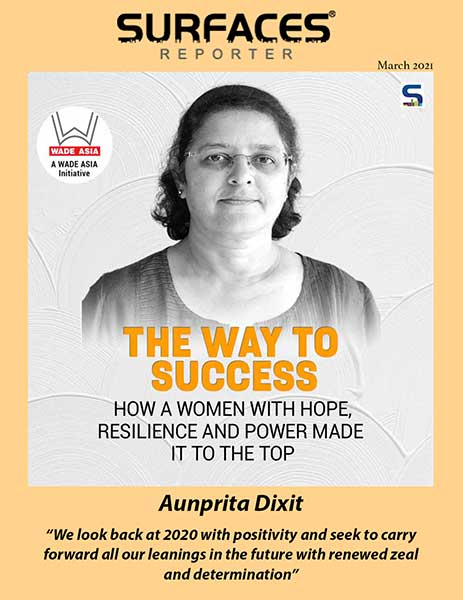 SURFACES®
REPORTER
March 2021
WADE ASIA
A WADE ASIA
Initiative
THE WAY TO
SUCCESS
HOW A WOMEN WITH HOPE,
RESILIENCE AND POWER MADE
IT TO THE TOP
Aunprita Dixit
“We look back at 2020 with positivity and seek to carry
forward all our leanings in the future with renewed zeal
and determination”